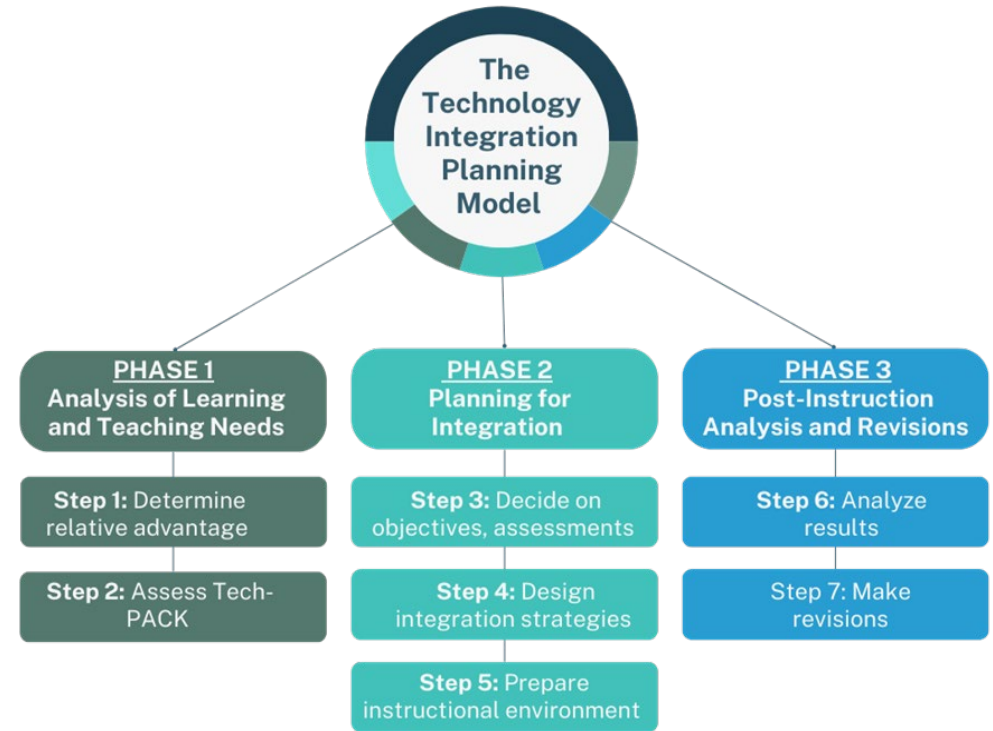 The
Technology
Integration
Planning
Model
PHASE 1
Analysis of Learning
and Teaching Needs
Step 1: Determine
relative advantage
Step 2: Assess Tech-
PACK
PHASE 2
Planning for
Integration
Step 3: Decide on
objectives, assessments
Step 4: Design
integration strategies
Step 5: Prepare
instructional environment
PHASE 3
Post-Instruction
Analysis and Revisions
Step 6: Analyze
results
Step 7: Make
revisions